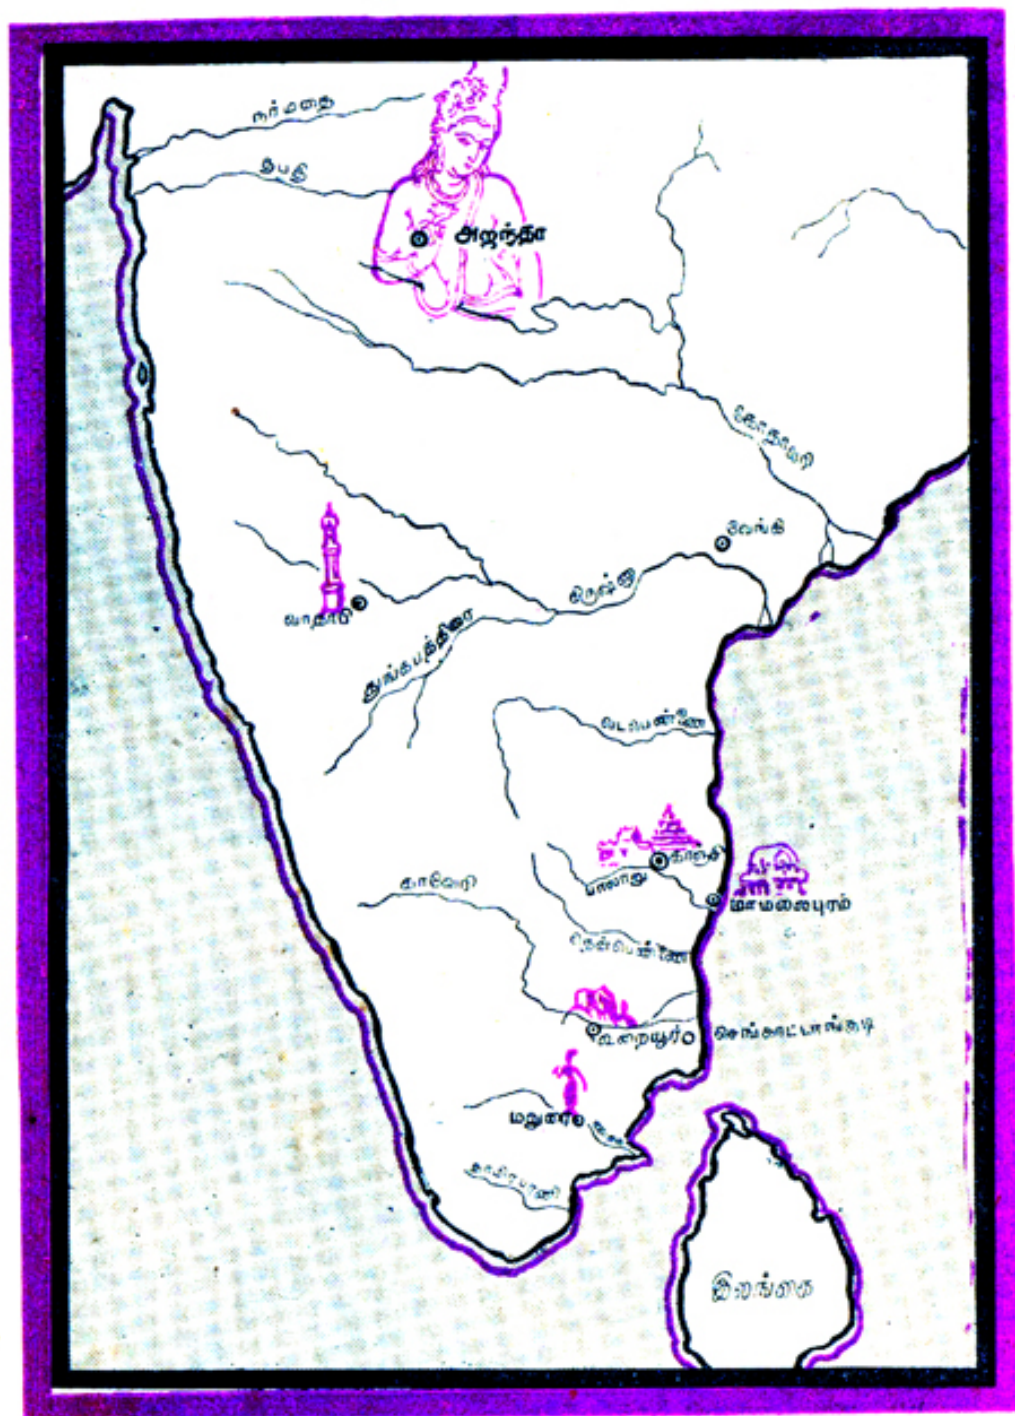 நர்மதை
தபதி
அஜந்தா
கோதாவரி
வேங்கி
கிருஷ்ணா
வாதாபி
துங்கபத்திரை
வடபெண்ணை
காஞ்சி
பாலாறு
காவேரி
மாமல்லபுரம்
தென்பெண்ணை
உறையூர்
செங்காட்டாங்குடி
மதுரை
தாமிரபரணி
இலங்கை